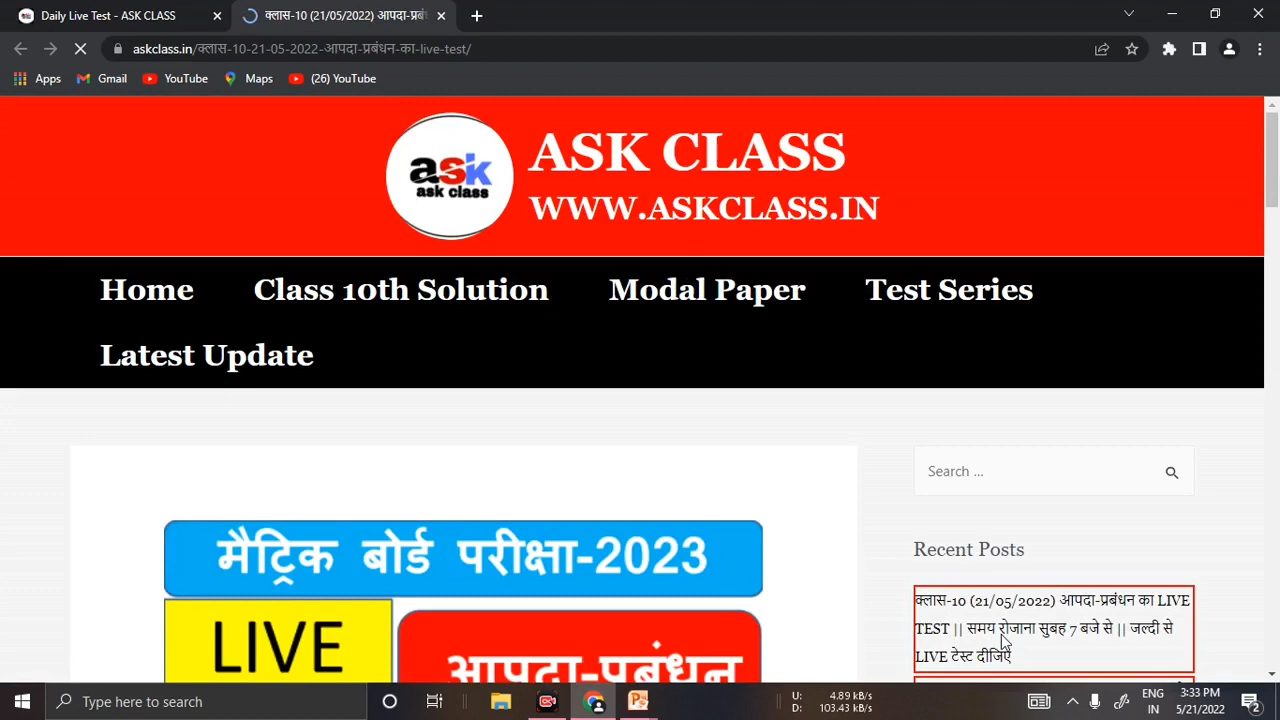 Daily Live Test - ASK CLASS
क्लास-10 (21/05/2022) आपदा-प्रबं
askclass.in/क्लास-10-21-05-2022-आपदा-प्रबंधन-का-live-test/
Apps
Gmail
YouTube
Maps
(26) YouTube
ask
ask class
ASK CLASS
WWW.ASKCLASS.IN
Home
Class 10th Solution
Modal Paper
Test Series
Latest Update
Search ...
मैट्रिक बोर्ड परीक्षा-2023
LIVE
आपदा-प्रबंधन
Recent Posts
क्लास-10 (21/05/2022) आपदा-प्रबंधन का LIVE
TEST || समय रोजाना सुबह 7 बजे से || जल्दी से
LIVE टेस्ट दीजिएँ
Type here to search
U: 4.89 kB/s
D: 103.43 kB/s
ENG
IN
3:33 PM
5/21/2022
2